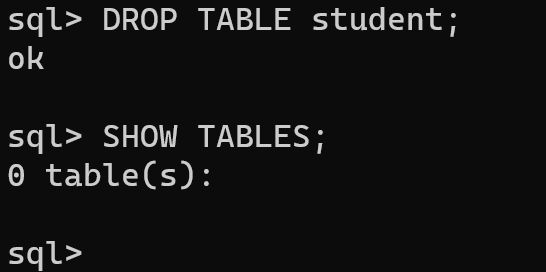 sql> DROP TABLE student;
ok
sql> SHOW TABLES;
0 table(s):
sql>